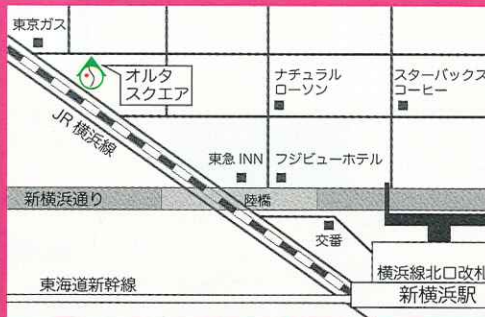 東京ガス
オルタ
スクエア
ナチュラル
ローソン
スターバックス
コーヒー
JR横浜線
東急 INN
フジビューホテル
新横浜通り
陸橋
交番
横浜線北口改札
東海道新幹線
新横浜駅